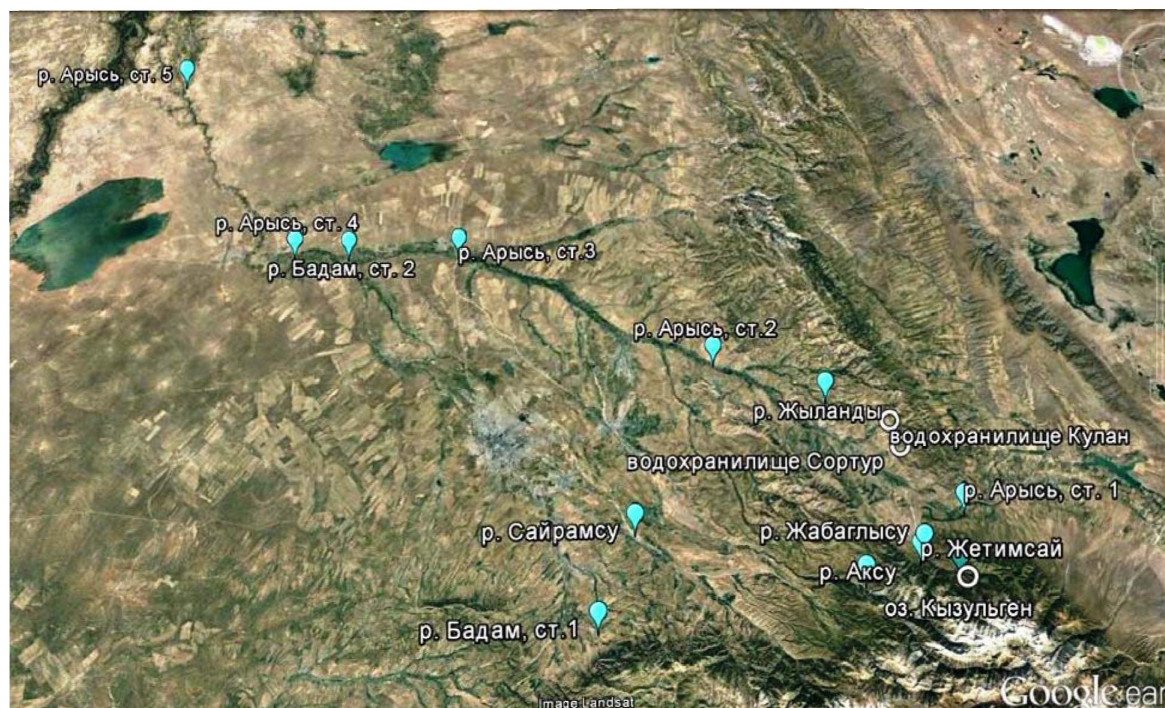 р. Арысь, ст. 5
р. Арысь, ст. 4
р. Бадам, ст. 2
р. Арысь, ст.3
р. Арысь, ст.2
р. Жыланды
водохранилище Кулан
водохранилище Сортур
р. Арысь, ст. 1
р. Сайрамсу
р. Жабаглысу
р. Жетимсай
р. Аксу
оз. Кызульген
р. Бадам, ст.1
Image Landsat
Google ear